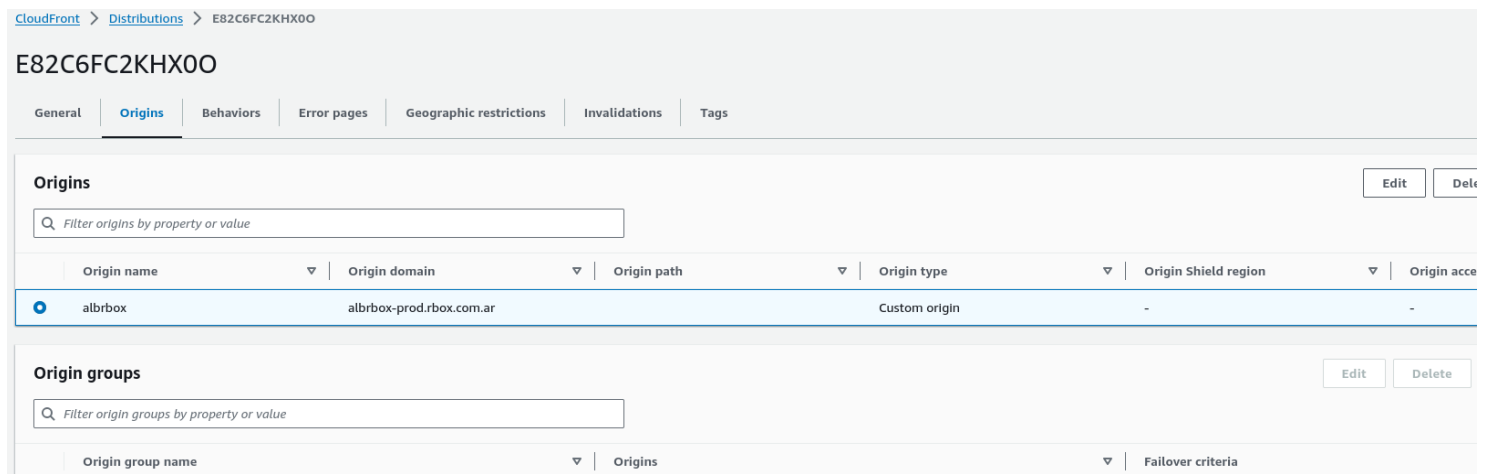 CloudFront > Distributions > E82C6FC2KHX0O
E82C6FC2KHX0O
General Origins Behaviors Error pages Geographic restrictions Invalidations Tags
Origins Edit Dele
Filter origins by property or value
Origin name Origin domain Origin path Origin type Origin Shield region Origin acce
albrbox albrbox-prod.rbox.com.ar Custom origin - -
Origin groups Edit Delete
Filter origin groups by property or value
Origin group name Origins Failover criteria